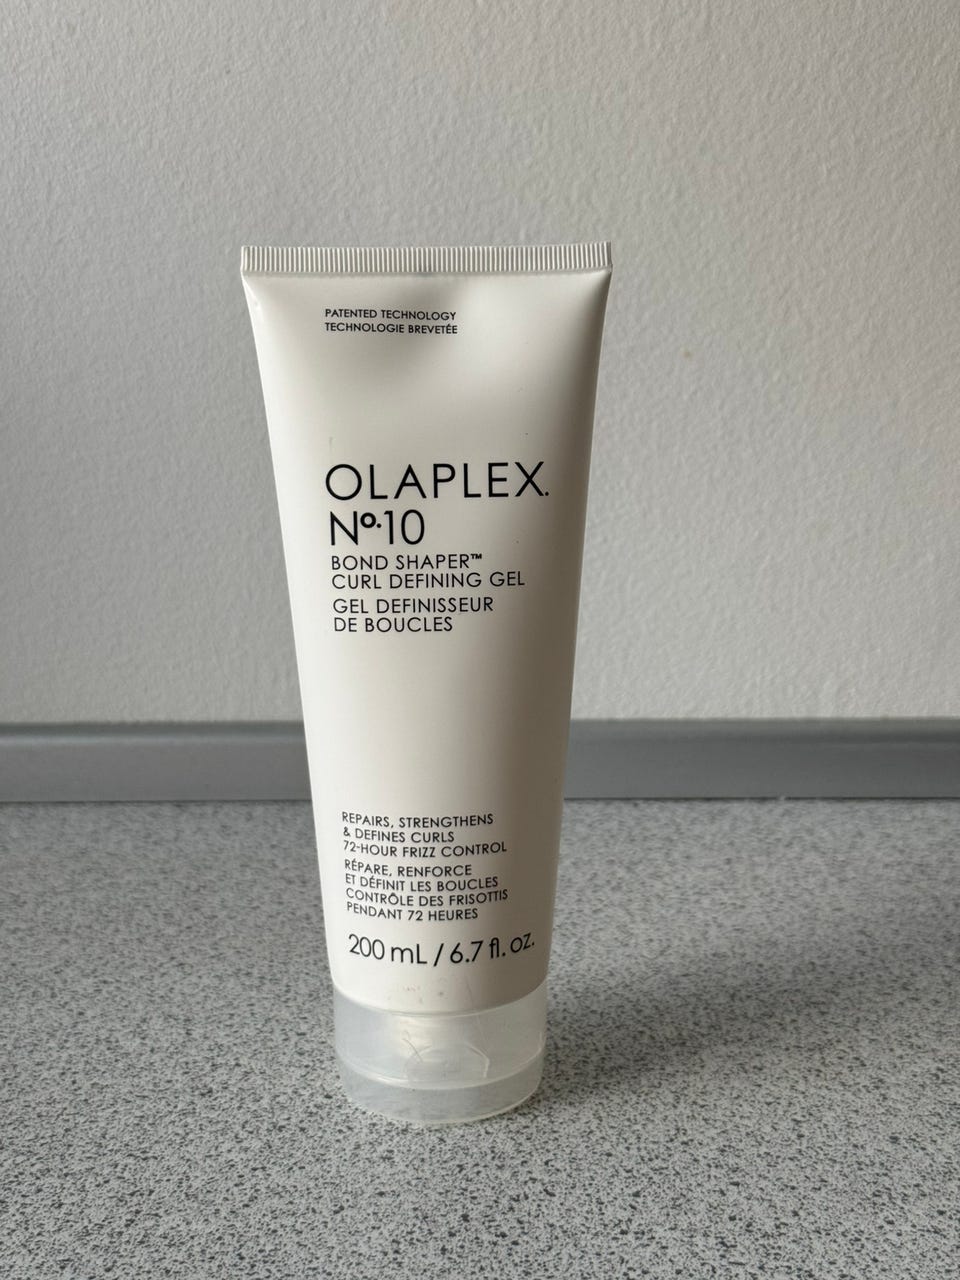 PATENTED TECHNOLOGY
TECHNOLOGIE BREVETÉE
OLAPLEX.
Nº.10
BOND SHAPER™
CURL DEFINING GEL
GEL DEFINISSEUR
DE BOUCLES
REPAIRS, STRENGTHENS
& DEFINES CURLS
72-HOUR FRIZZ CONTROL
RÉPARE, RENFORCE
ET DÉFINIT LES BOUCLES
CONTRÔLE DES FRISOTTIS
PENDANT 72 HEURES
200 mL / 6.7 fl. oz.